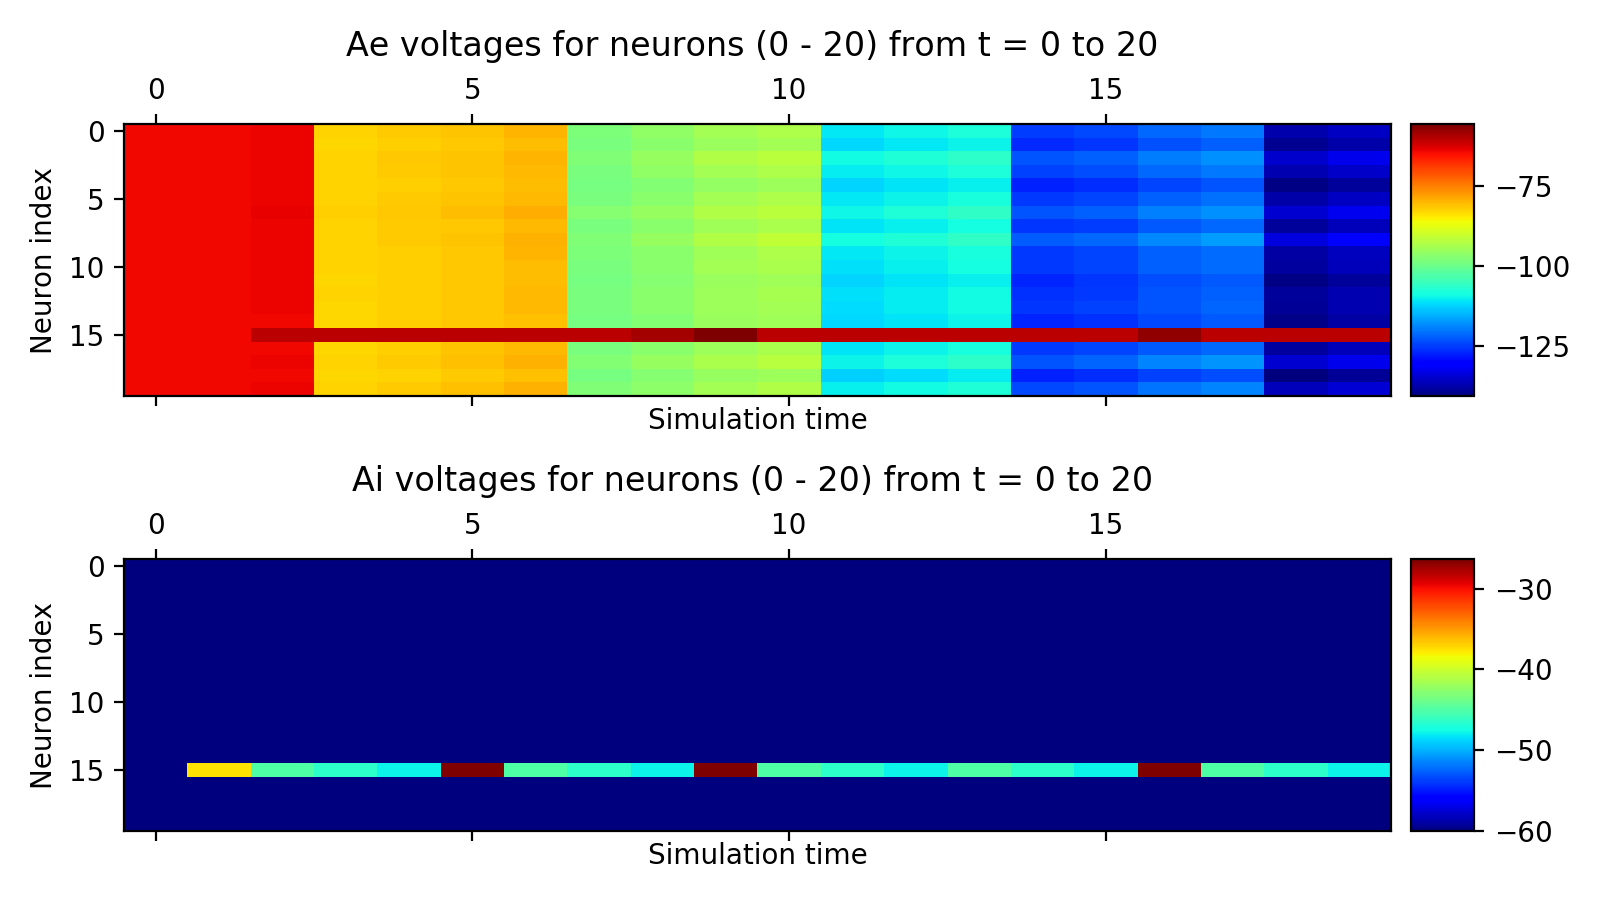 Ae voltages for neurons (0 - 20) from t = 0 to 20
0 5 10 15
Neuron index
0
5
10
15
Simulation time
−75
−100
−125
Ai voltages for neurons (0 - 20) from t = 0 to 20
0 5 10 15
Neuron index
0
5
10
15
Simulation time
−30
−40
−50
−60